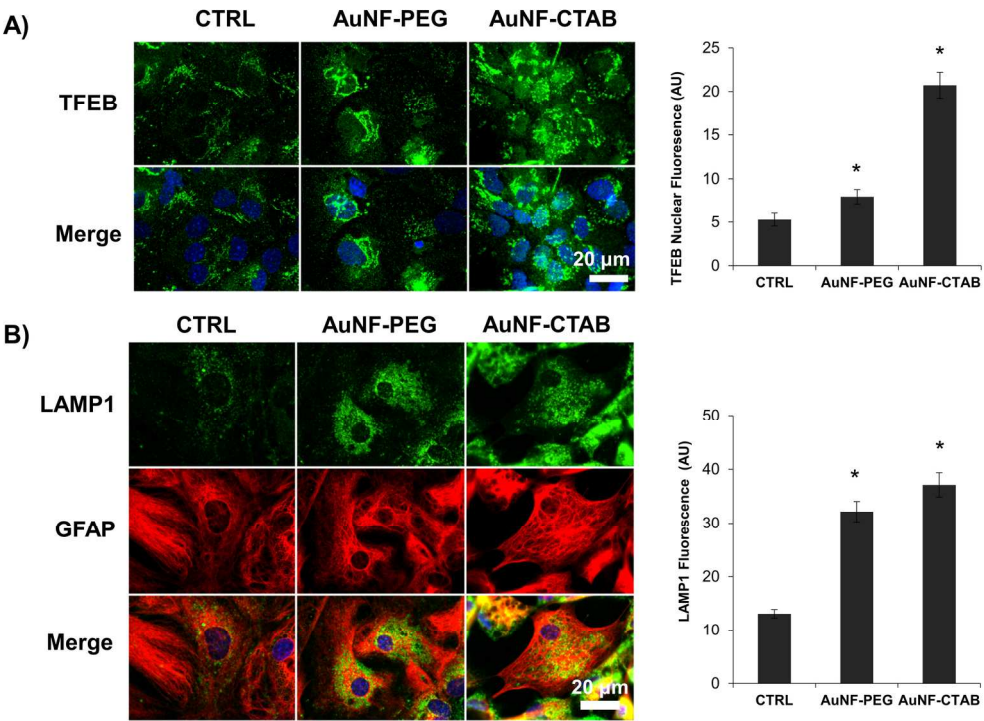 A)
CTRL AuNF-PEG AuNF-CTAB
TFEB
Merge
20 µm
TFEB Nuclear Fluoresence (AU)
25
20
15
10
5
0
*
*
CTRL AuNF-PEG AuNF-CTAB
B)
CTRL AuNF-PEG AuNF-CTAB
LAMP1
GFAP
Merge
20 µm
LAMP1 Fluorescence (AU)
50
40
30
20
10
0
*
*
CTRL AuNF-PEG AuNF-CTAB